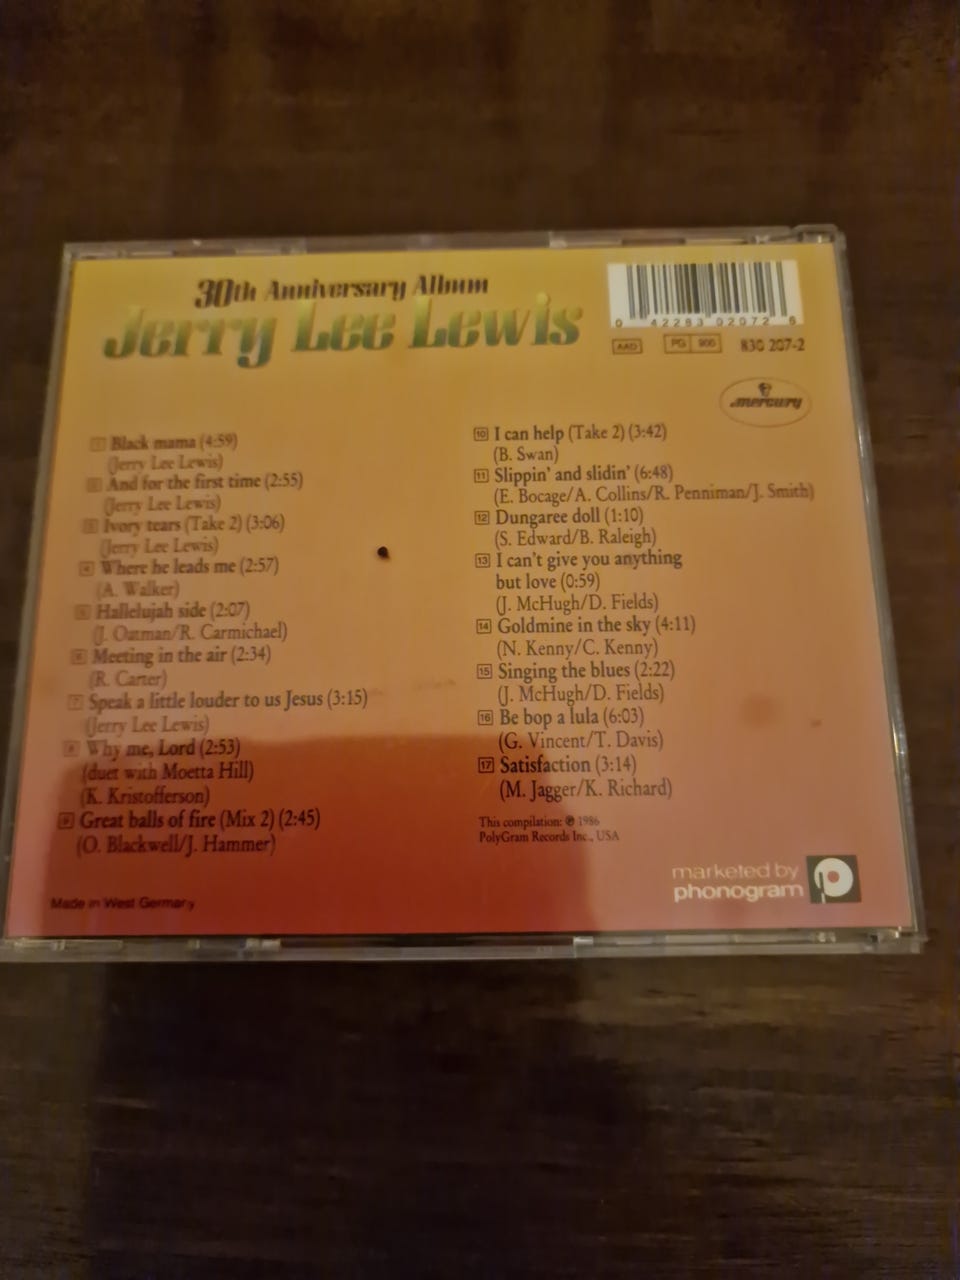 30th Anniversary Album
Jerry Lee Lewis
0 42283 02072 6
AAD
PG 900
830 207-2
mercury
1 Black mama (4:59)
(Jerry Lee Lewis)
2 And for the first time (2:55)
(Jerry Lee Lewis)
3 Ivory tears (Take 2) (3:06)
(Jerry Lee Lewis)
4 Where he leads me (2:57)
(A. Walker)
5 Hallelujah side (2:07)
(J. Oatman/R. Carmichael)
6 Meeting in the air (2:34)
(R. Carter)
7 Speak a little louder to us Jesus (3:15)
(Jerry Lee Lewis)
8 Why me, Lord (2:53)
(duet with Moetta Hill)
(K. Kristofferson)
9 Great balls of fire (Mix 2) (2:45)
(O. Blackwell/J. Hammer)
10 I can help (Take 2) (3:42)
(B. Swan)
11 Slippin' and slidin' (6:48)
(E. Bocage/A. Collins/R. Penniman/J. Smith)
12 Dungaree doll (1:10)
(S. Edward/B. Raleigh)
13 I can't give you anything
but love (0:59)
(J. McHugh/D. Fields)
14 Goldmine in the sky (4:11)
(N. Kenny/C. Kenny)
15 Singing the blues (2:22)
(J. McHugh/D. Fields)
16 Be bop a lula (6:03)
(G. Vincent/T. Davis)
17 Satisfaction (3:14)
(M. Jagger/K. Richard)
This compilation: ℗ 1986
PolyGram Records Inc., USA
marketed by
phonogram
Made in West Germany